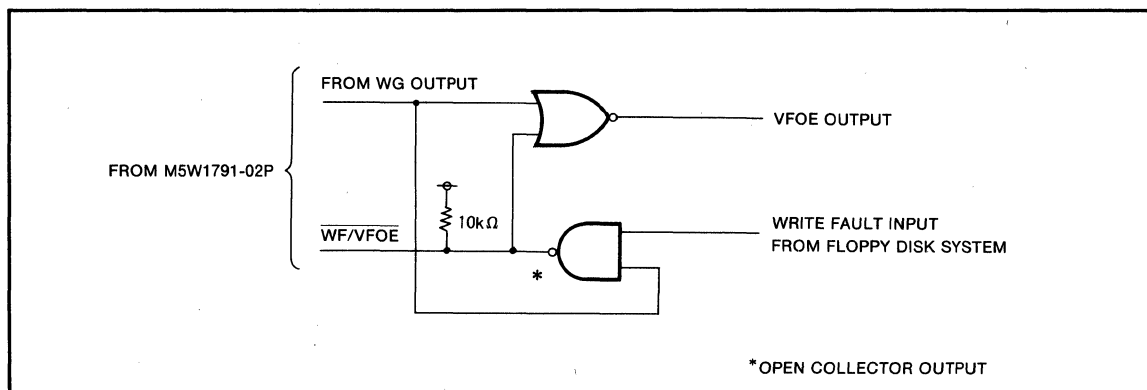 FROM WG OUTPUT
VFOE OUTPUT
FROM M5W1791-02P
10kΩ
WF/VFOE
WRITE FAULT INPUT
FROM FLOPPY DISK SYSTEM
*
*OPEN COLLECTOR OUTPUT